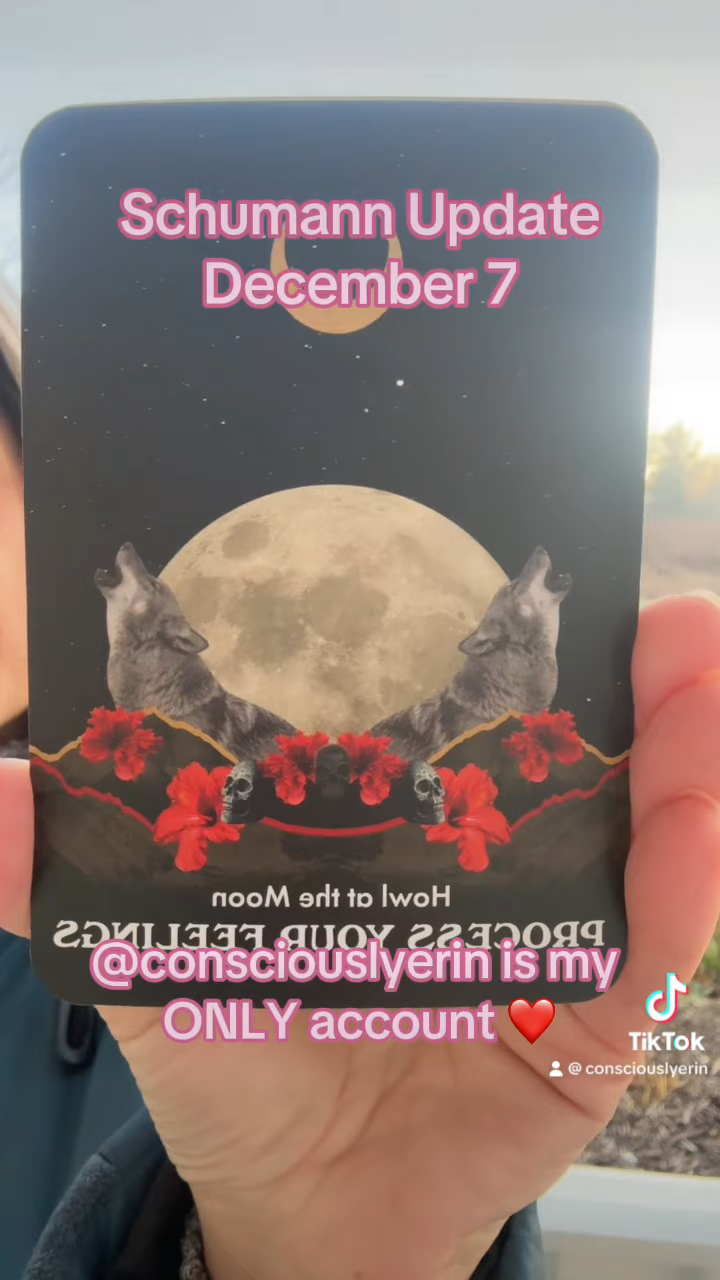 Schumann Update
December 7
Howl at the Moon
PROCESS YOUR FEELINGS
@consciouslyerin is my
ONLY account ❤️
TikTok
@consciouslyerin